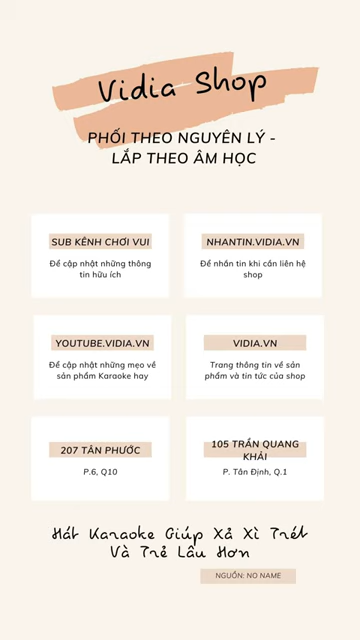 Vidia Shop
PHỐI THEO NGUYÊN LÝ -
LẮP THEO ÂM HỌC
SUB KÊNH CHƠI VUI
Để cập nhật những thông
tin hữu ích
NHANTIN.VIDIA.VN
Để nhắn tin khi cần liên hệ
shop
YOUTUBE.VIDIA.VN
Để cập nhật những mẹo về
sản phẩm Karaoke hay
VIDIA.VN
Trang thông tin về sản
phẩm và tin tức của shop
207 TÂN PHƯỚC
P.6, Q10
105 TRẦN QUANG
KHẢI
P. Tân Định, Q.1
Hát Karaoke Giúp Xả Xì Trét
Và Trẻ Lâu Hơn
NGUỒN: NO NAME